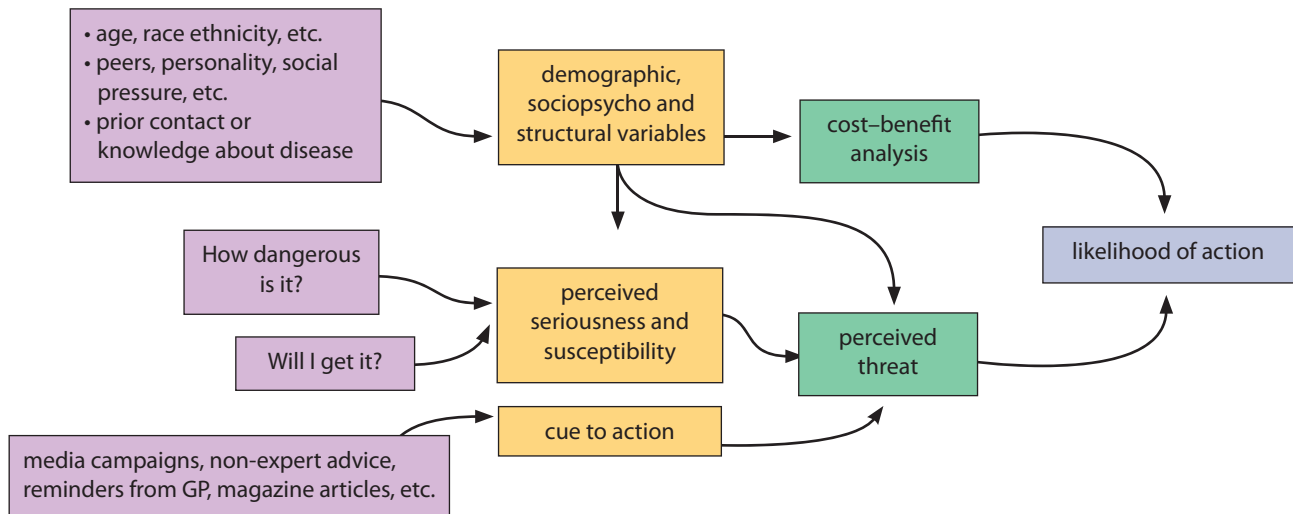 • age, race ethnicity, etc.
• peers, personality, social
pressure, etc.
• prior contact or
knowledge about disease
demographic,
sociopsycho and
structural variables
cost–benefit
analysis
likelihood of action
How dangerous
is it?
Will I get it?
perceived
seriousness and
susceptibility
perceived
threat
cue to action
media campaigns, non-expert advice,
reminders from GP, magazine articles, etc.